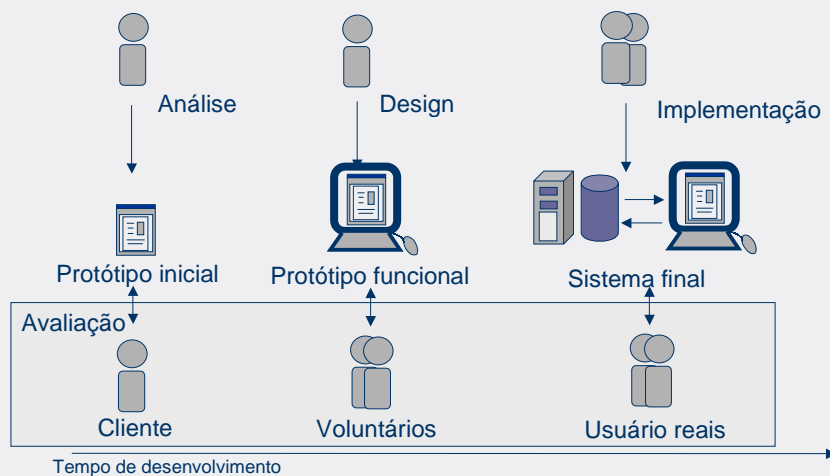 Análise
Design
Implementação
Protótipo inicial
Protótipo funcional
Sistema final
Avaliação
Cliente
Voluntários
Usuário reais
Tempo de desenvolvimento